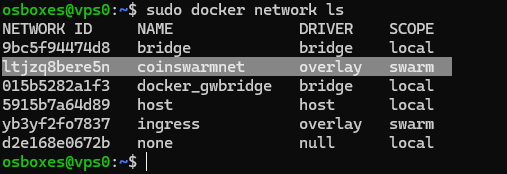 osboxes@vps0:~$ sudo docker network ls
NETWORK ID     NAME              DRIVER    SCOPE
9bc5f94474d8   bridge            bridge    local
ltjzq8bere5n   coinswarmnet      overlay   swarm
015b5282a1f3   docker_gwbridge   bridge    local
5915b7a64d89   host              host      local
yb3yf2fo7837   ingress           overlay   swarm
d2e168e0672b   none              null      local
osboxes@vps0:~$